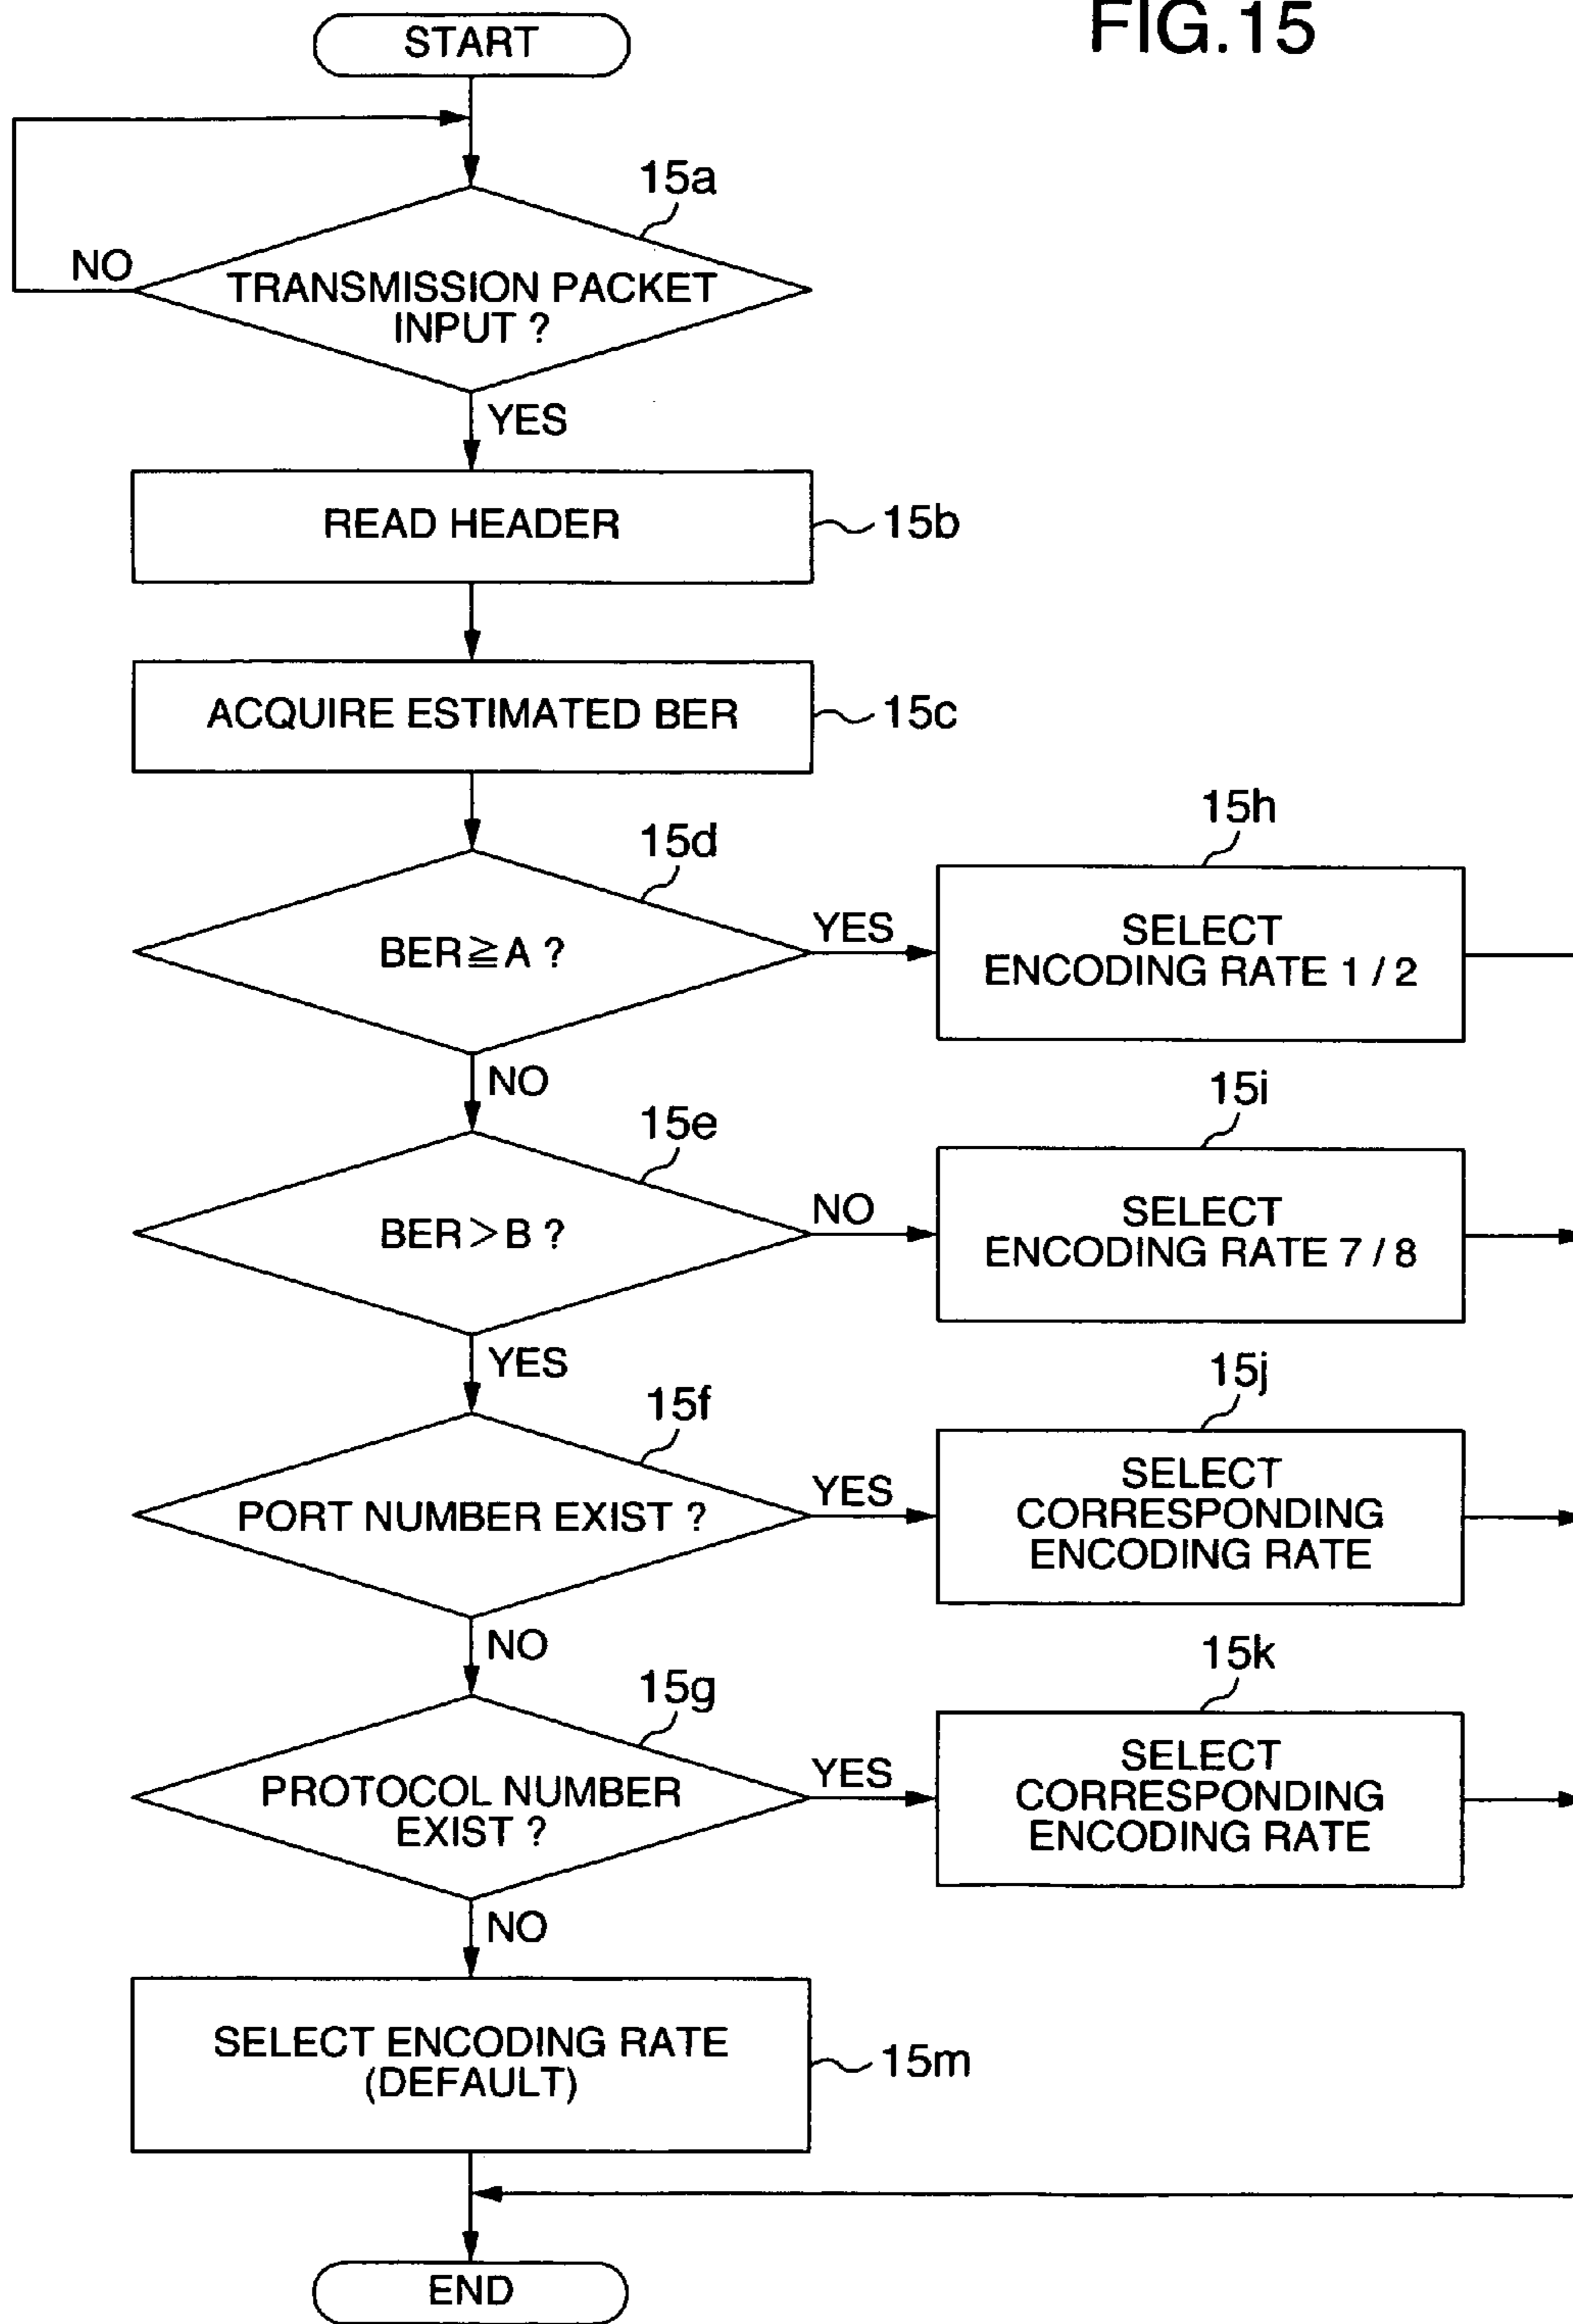 FIG.15
START
15a
NO
TRANSMISSION PACKET
INPUT ?
YES
READ HEADER
15b
ACQUIRE ESTIMATED BER
15c
15d
BER≧A ?
YES
15h
SELECT
ENCODING RATE 1 / 2
NO
15e
BER>B ?
NO
15i
SELECT
ENCODING RATE 7 / 8
YES
15f
PORT NUMBER EXIST ?
YES
15j
SELECT
CORRESPONDING
ENCODING RATE
NO
15g
PROTOCOL NUMBER
EXIST ?
YES
15k
SELECT
CORRESPONDING
ENCODING RATE
NO
SELECT ENCODING RATE
(DEFAULT)
15m
END